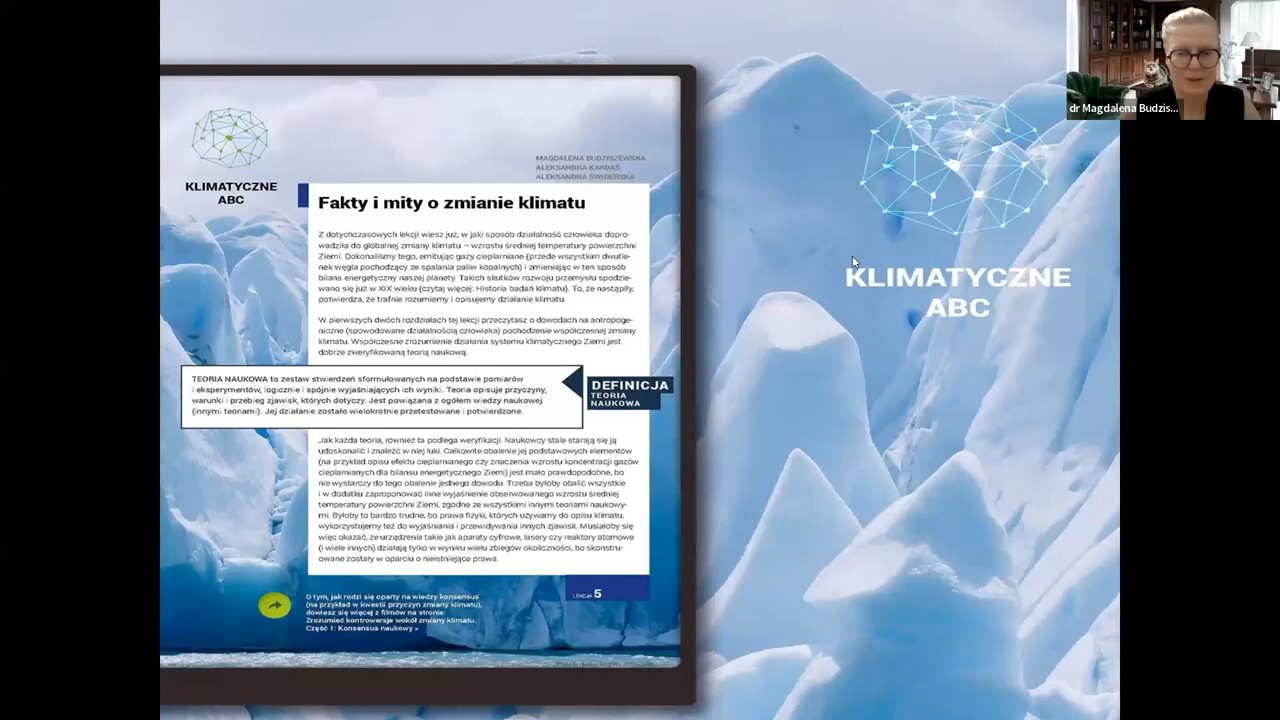 dr Magdalena Budzis...
KLIMATYCZNE
ABC
MAGDALENA BUDZISZEWSKA
ALEKSANDRA KARDAŚ
ALEKSANDRA ŚWIDERSKA
Fakty i mity o zmianie klimatu
Z dotychczasowych lekcji wiesz już, w jaki sposób działalność człowieka dopro-
wadziła do globalnej zmiany klimatu – wzrostu średniej temperatury powierzchni
Ziemi. Dokonaliśmy tego, emitując gazy cieplarniane (przede wszystkim dwutle-
nek węgla pochodzący ze spalania paliw kopalnych) i zmieniając w ten sposób
bilans energetyczny naszej planety. Takich skutków rozwoju przemysłu spodzie-
wano się już w XIX wieku (czytaj więcej: Historia badań klimatu). To, że nastąpiły,
potwierdza, że trafnie rozumiemy i opisujemy działanie klimatu.
W pierwszych dwóch rozdziałach tej lekcji przeczytasz o dowodach na antropoge-
niczne (spowodowane działalnością człowieka) pochodzenie współczesnej zmiany
klimatu. Współczesne zrozumienie działania systemu klimatycznego Ziemi jest
dobrze zweryfikowaną teorią naukową.
TEORIA NAUKOWA to zestaw stwierdzeń sformułowanych na podstawie pomiarów
i eksperymentów, logicznie i spójnie wyjaśniających ich wyniki. Teoria opisuje przyczyny,
warunki i przebieg zjawisk, których dotyczy. Jest powiązana z ogółem wiedzy naukowej
(innymi teoriami). Jej działanie zostało wielokrotnie przetestowane i potwierdzone.
DEFINICJA
TEORIA
NAUKOWA
Jak każda teoria, również ta podlega weryfikacji. Naukowcy stale starają się ją
udoskonalić i znaleźć w niej luki. Całkowite obalenie jej podstawowych elementów
(na przykład opisu efektu cieplarnianego czy znaczenia wzrostu koncentracji gazów
cieplarnianych dla bilansu energetycznego Ziemi) jest mało prawdopodobne, bo
nie wystarczy do tego obalenie jednego dowodu. Trzeba byłoby obalić wszystkie
i w dodatku zaproponować inne wyjaśnienie obserwowanego wzrostu średniej
temperatury powierzchni Ziemi, zgodne ze wszystkimi innymi teoriami naukowy-
mi. Byłoby to bardzo trudne, bo prawa fizyki, których używamy do opisu klimatu,
wykorzystujemy też do wyjaśniania i przewidywania innych zjawisk. Musiałoby się
więc okazać, że urządzenia takie jak aparaty cyfrowe, lasery czy reaktory atomowe
(i wiele innych) działają tylko w wyniku wielu zbiegów okoliczności, bo skonstru-
owane zostały w oparciu o nieistniejące prawa.
LEKCJA 5
O tym, jak rodzi się oparty na wiedzy konsensus
(na przykład w kwestii przyczyn zmiany klimatu),
dowiesz się więcej z filmów na stronie:
Zrozumieć kontrowersje wokół zmiany klimatu.
Część 1: Konsensus naukowy »
KLIMATYCZNE
ABC